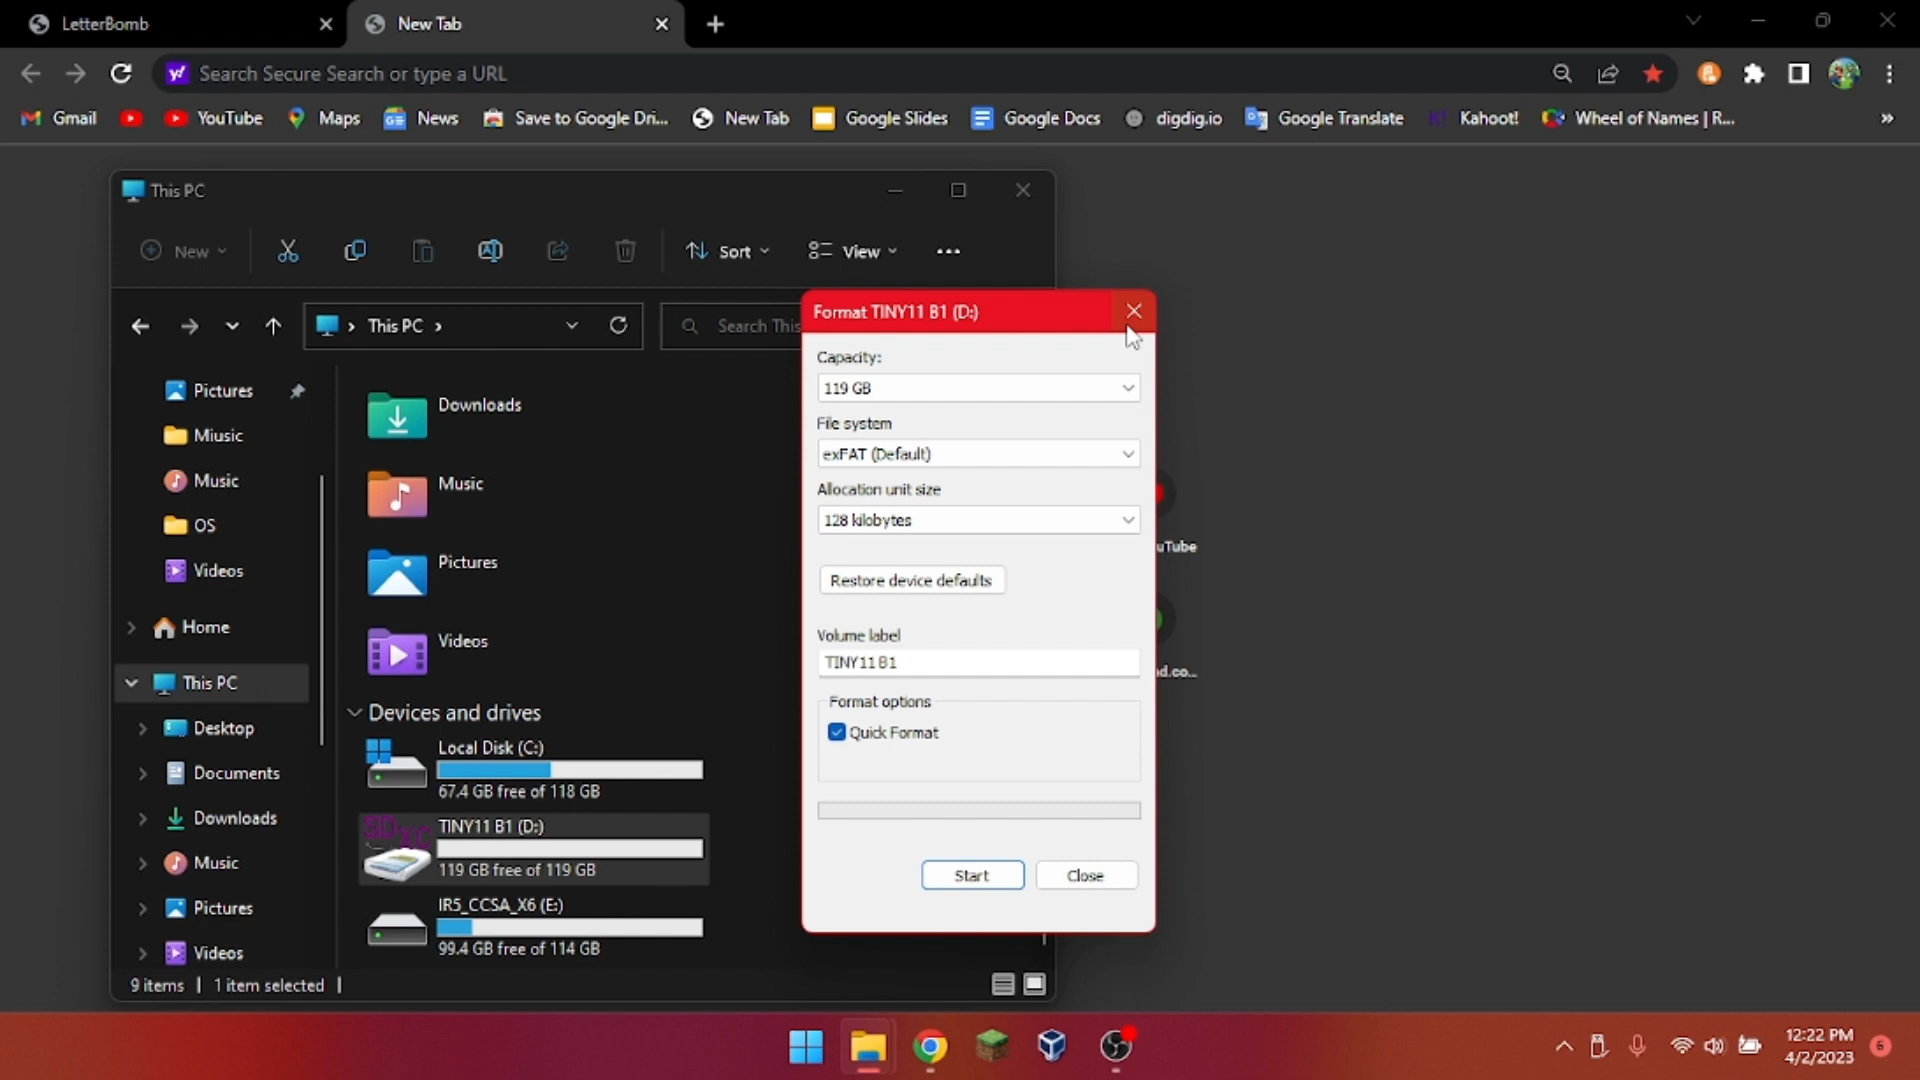 LetterBomb
New Tab
Search Secure Search or type a URL
Gmail
YouTube
Maps
News
Save to Google Dri...
New Tab
Google Slides
Google Docs
digdig.io
Google Translate
Kahoot!
Wheel of Names | R...
»
This PC
New
Sort
View
This PC
Search This
Pictures
Miusic
Music
OS
Videos
Home
This PC
Desktop
Documents
Downloads
Music
Pictures
Videos
Downloads
Music
Pictures
Videos
Devices and drives
Local Disk (C:)
67.4 GB free of 118 GB
TINY11 B1 (D:)
119 GB free of 119 GB
IR5_CCSA_X6 (E:)
99.4 GB free of 114 GB
9 items
1 item selected
Format TINY11 B1 (D:)
Capacity:
119 GB
File system
exFAT (Default)
Allocation unit size
128 kilobytes
Restore device defaults
Volume label
TINY11 B1
Format options
Quick Format
Start
Close
uTube
d.co...
12:22 PM
4/2/2023
6